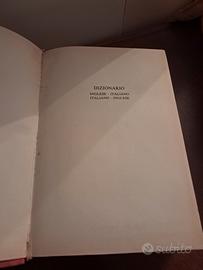 DIZIONARIO
INGLESE - ITALIANO
ITALIANO - INGLESE
subito